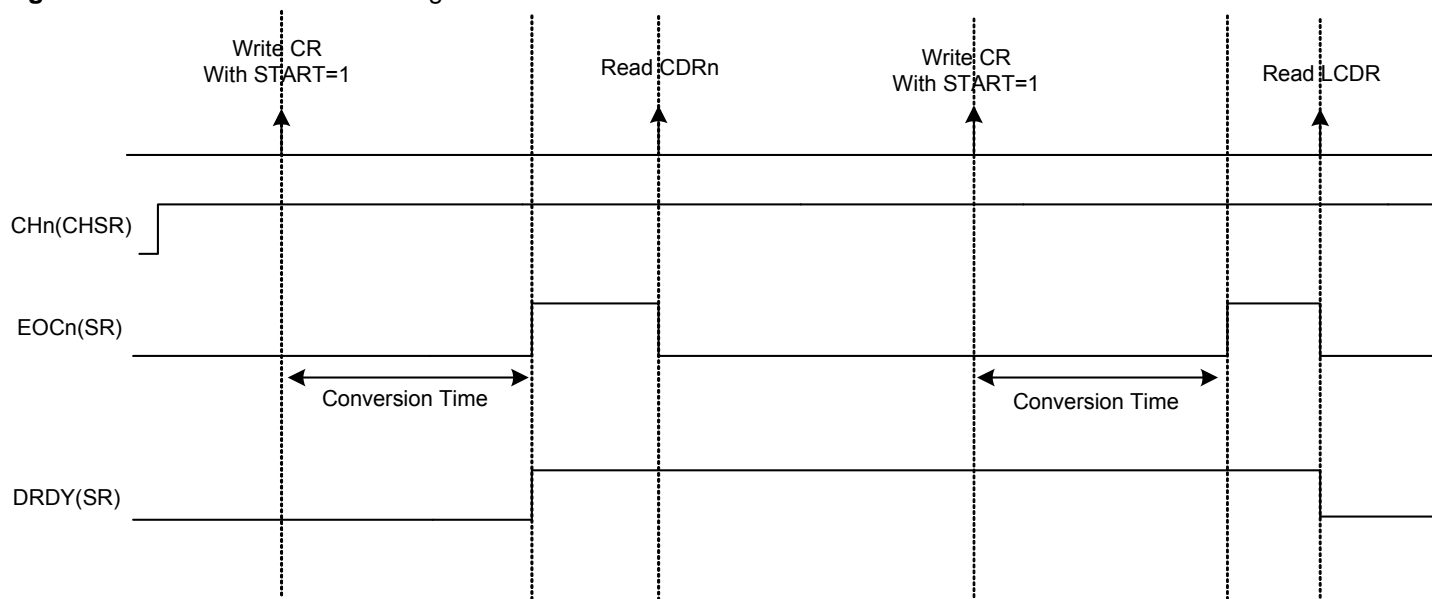 Write CR
With START=1
Read CDRn
Write CR
With START=1
Read LCDR
CHn(CHSR)
EOCn(SR)
Conversion Time
Conversion Time
DRDY(SR)